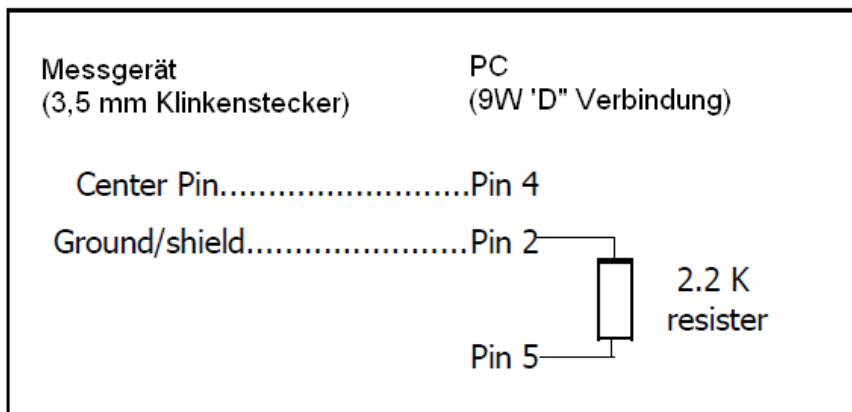 Messgerät
(3,5 mm Klinkenstecker)
PC
(9W 'D" Verbindung)
Center Pin..........................Pin 4
Ground/shield.......................Pin 2
2.2 K
resister
Pin 5